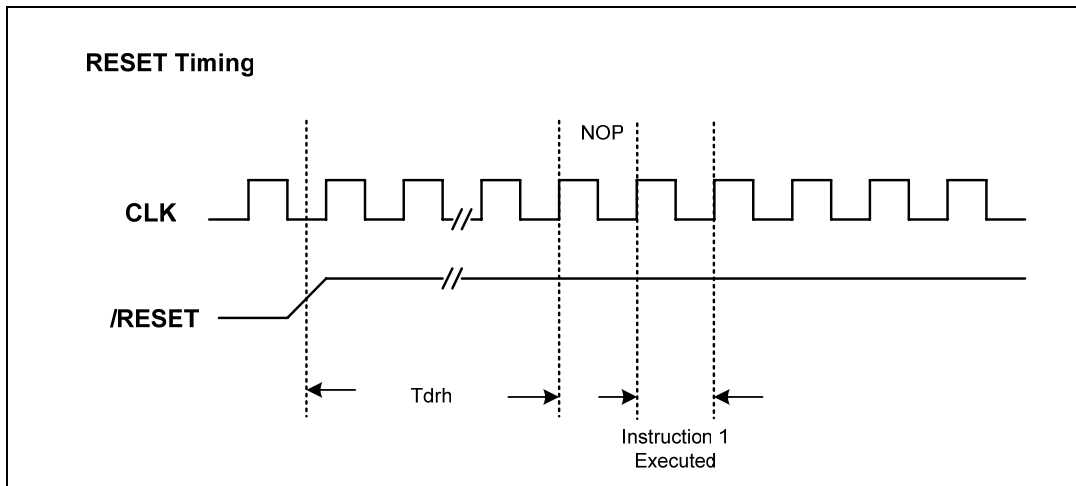 RESET Timing
NOP
CLK
/RESET
Tdrh
Instruction 1
Executed